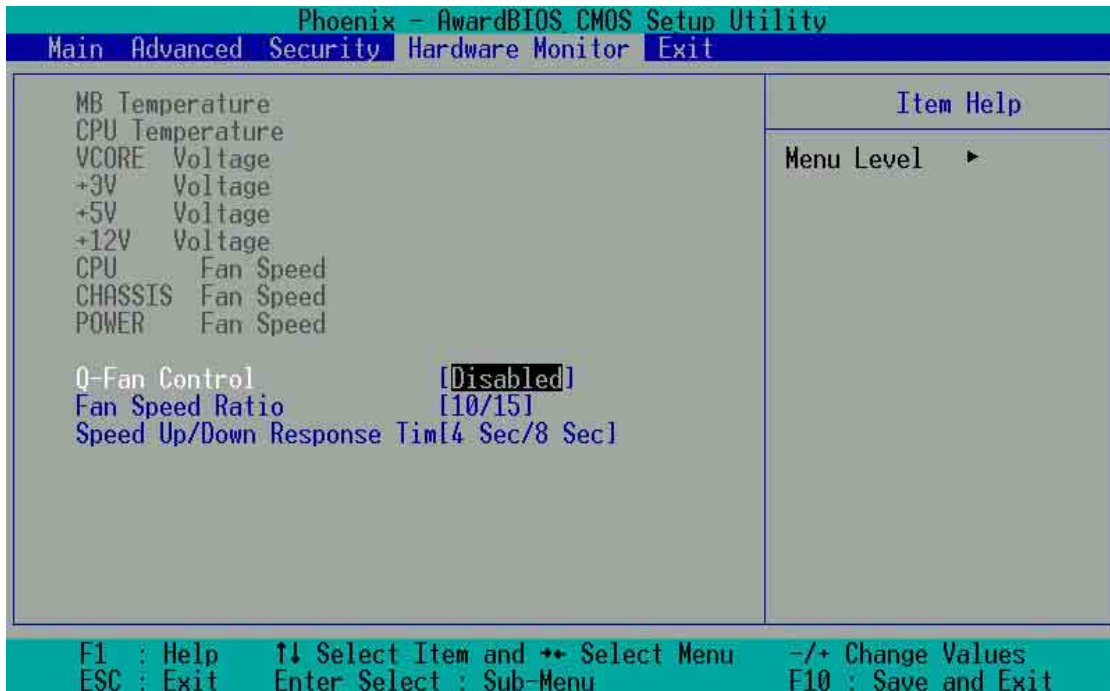 Phoenix - AwardBIOS CMOS Setup Utility
Main Advanced Security Hardware Monitor Exit
MB Temperature
CPU Temperature
VCORE Voltage
+3V Voltage
+5V Voltage
+12V Voltage
CPU Fan Speed
CHASSIS Fan Speed
POWER Fan Speed
Q-Fan Control [Disabled]
Fan Speed Ratio [10/15]
Speed Up/Down Response Tim[4 Sec/8 Sec]
Item Help
Menu Level ►
F1 : Help ↑↓ Select Item and →← Select Menu -/+ Change Values
ESC : Exit Enter Select : Sub-Menu F10 : Save and Exit